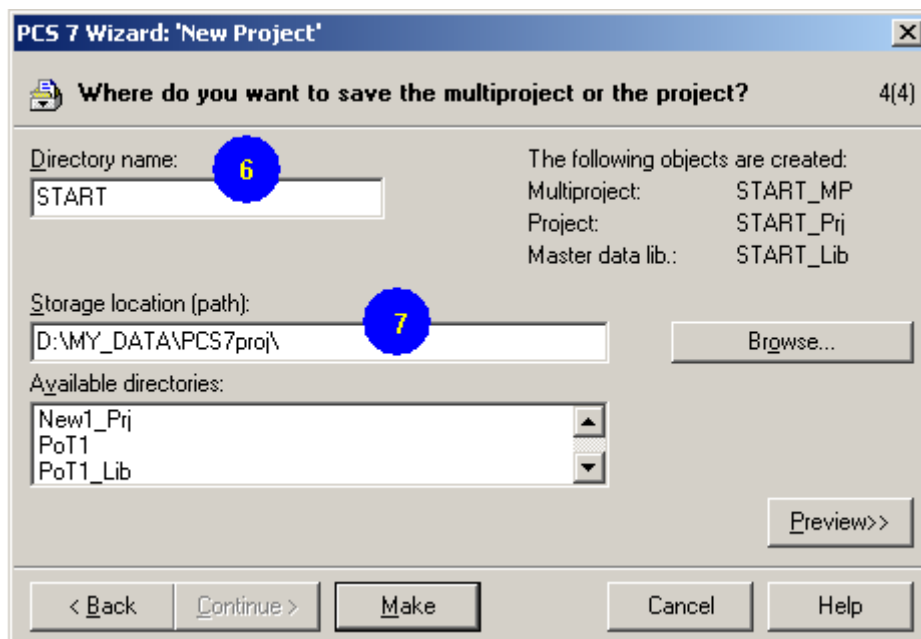 PCS 7 Wizard: 'New Project'
Where do you want to save the multiproject or the project? 4(4)
Directory name:
6
START
The following objects are created:
Multiproject: START_MP
Project: START_Prj
Master data lib.: START_Lib
Storage location (path):
7
D:\MY_DATA\PCS7proj\
Browse...
Available directories:
New1_Prj
PoT1
PoT1_Lib
Preview>>
< Back Continue > Make Cancel Help